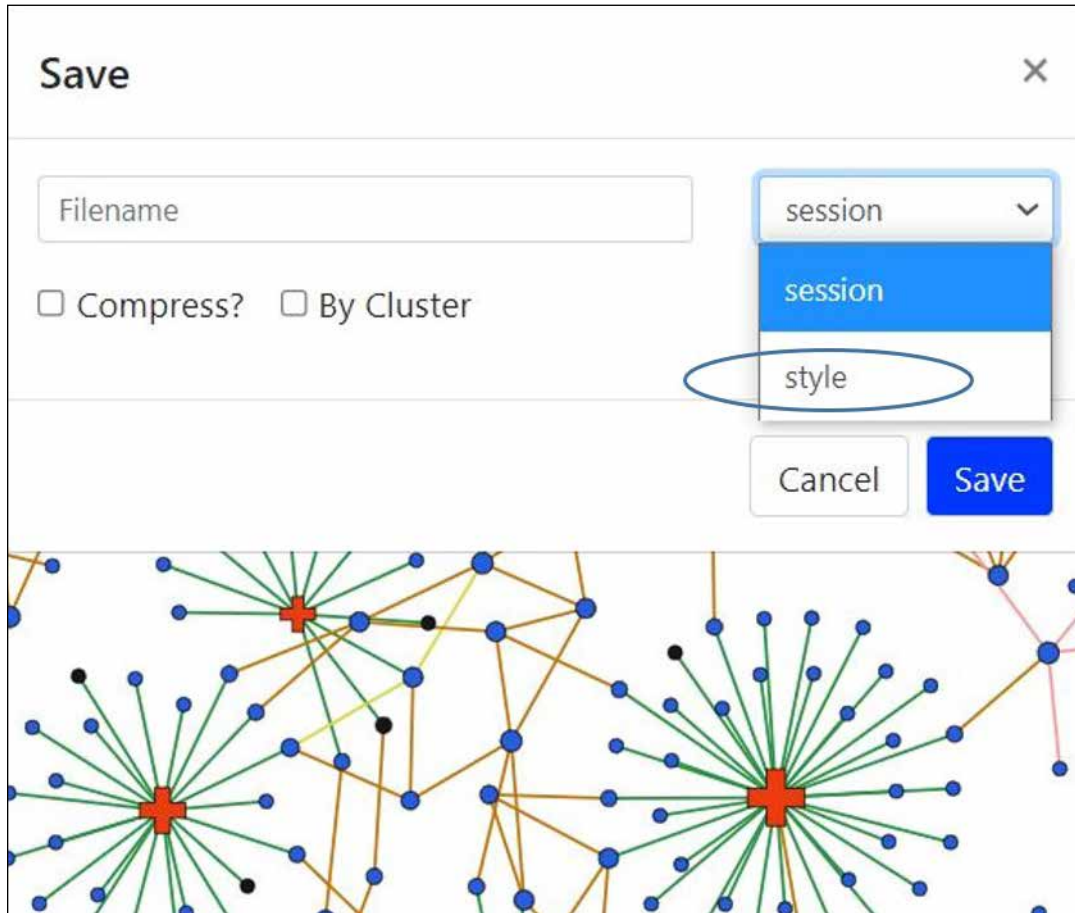 Save
×
Filename
session
session
Compress? By Cluster
style
Cancel Save